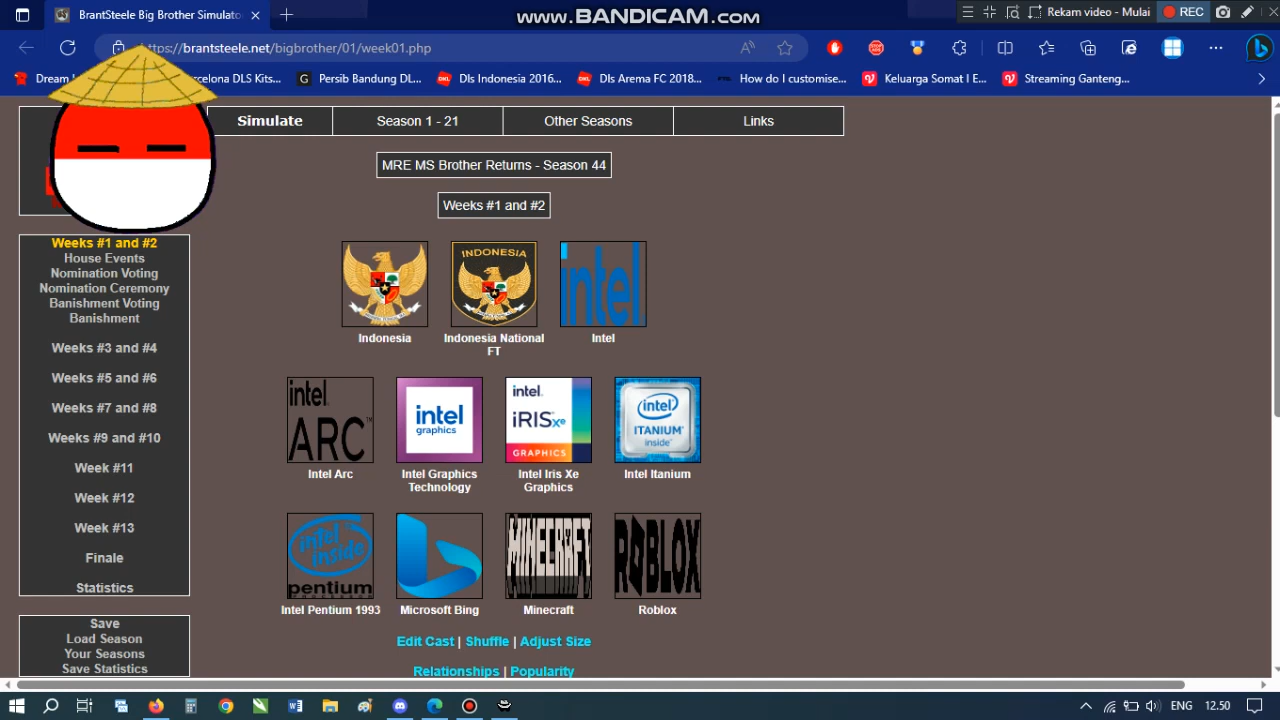 www.BANDICAM.com
BrantSteele Big Brother Simulato
Rekam video - Mulai
REC
https://brantsteele.net/bigbrother/01/week01.php
Dream
rcelona DLS Kits...
Persib Bandung DL...
Dls Indonesia 2016...
Dls Arema FC 2018...
How do I customise...
Keluarga Somat I E...
Streaming Ganteng...
Simulate
Season 1 - 21
Other Seasons
Links
MRE MS Brother Returns - Season 44
Weeks #1 and #2
Weeks #1 and #2
House Events
Nomination Voting
Nomination Ceremony
Banishment Voting
Banishment
Weeks #3 and #4
Weeks #5 and #6
Weeks #7 and #8
Weeks #9 and #10
Week #11
Week #12
Week #13
Finale
Statistics
Save
Load Season
Your Seasons
Save Statistics
INDONESIA
intel
Indonesia
Indonesia National
FT
Intel
intel.
ARC™
intel
graphics
intel.
iRIS xe
GRAPHICS
intel
ITANIUM
inside
Intel Arc
Intel Graphics
Technology
Intel Iris Xe
Graphics
Intel Itanium
intel
inside
pentium
MINECRAFT
ROBLOX
Intel Pentium 1993
Microsoft Bing
Minecraft
Roblox
Edit Cast | Shuffle | Adjust Size
Relationships | Popularity
ENG
12.50